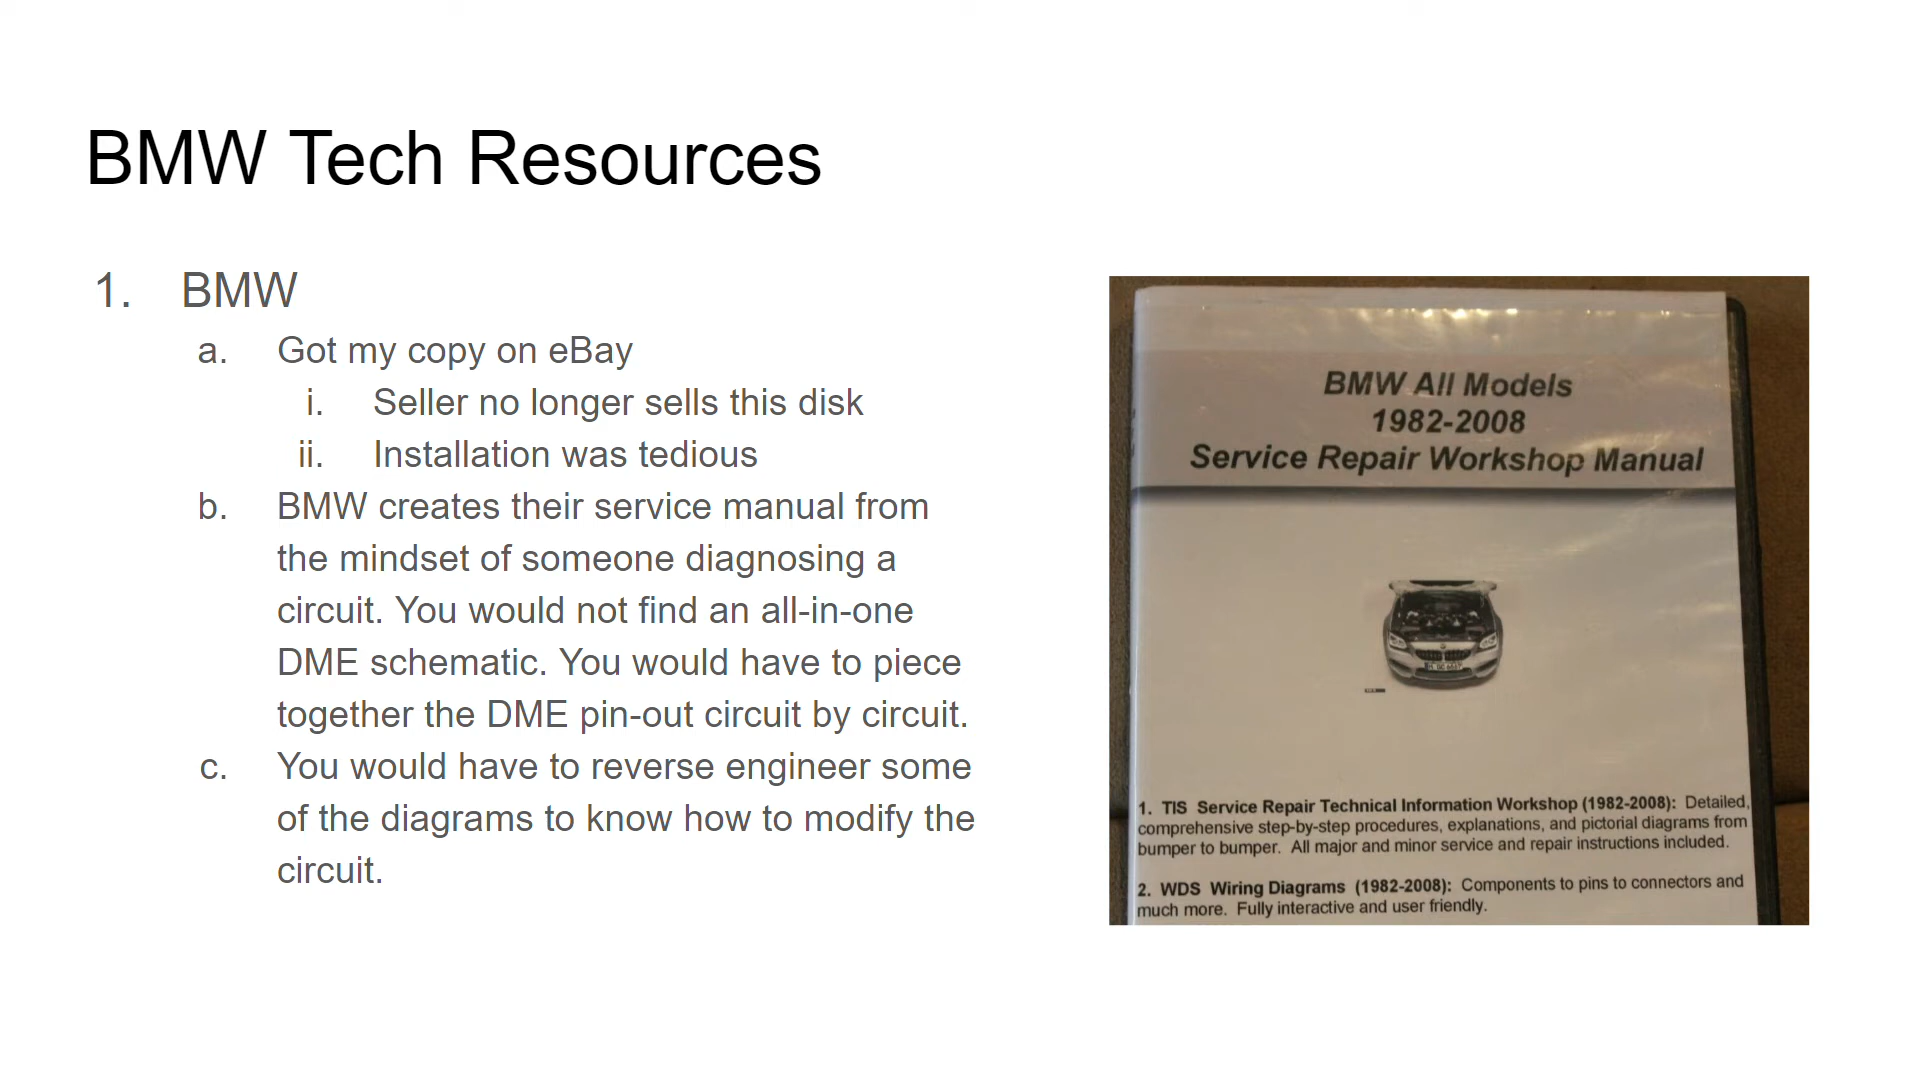 BMW Tech Resources
1. BMW
a. Got my copy on eBay
i. Seller no longer sells this disk
ii. Installation was tedious
b. BMW creates their service manual from
the mindset of someone diagnosing a
circuit. You would not find an all-in-one
DME schematic. You would have to piece
together the DME pin-out circuit by circuit.
c. You would have to reverse engineer some
of the diagrams to know how to modify the
circuit.
BMW All Models
1982-2008
Service Repair Workshop Manual
1. TIS Service Repair Technical Information Workshop (1982-2008): Detailed,
comprehensive step-by-step procedures, explanations, and pictorial diagrams from
bumper to bumper. All major and minor service and repair instructions included.
2. WDS Wiring Diagrams (1982-2008): Components to pins to connectors and
much more. Fully interactive and user friendly.